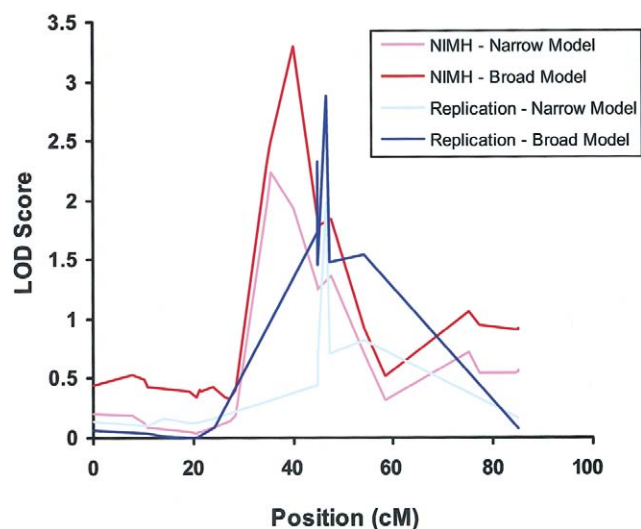 3.5
3
2.5
2
1.5
1
0.5
0
LOD Score
0 20 40 60 80 100
Position (cM)
NIMH - Narrow Model
NIMH - Broad Model
Replication - Narrow Model
Replication - Broad Model